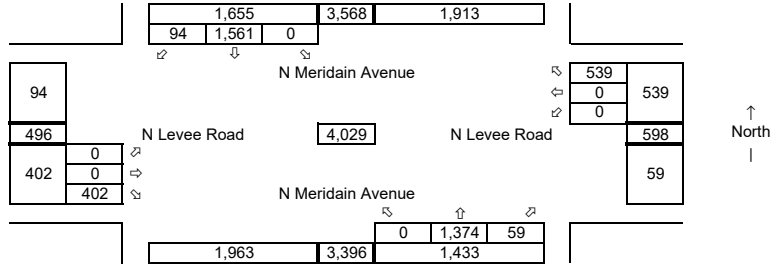 1,655 3,568 1,913
94 1,561 0
⬃ ⇩ ⬂
N Meridain Avenue
⬁ 539
94 ⇦ 0 539
⬃ 0
↑
496 N Levee Road 4,029 N Levee Road 598 North
|
0 ⬀
402 0 ⇨ 59
402 ⬂
N Meridain Avenue
⬁ ⇧ ⬀
0 1,374 59
1,963 3,396 1,433